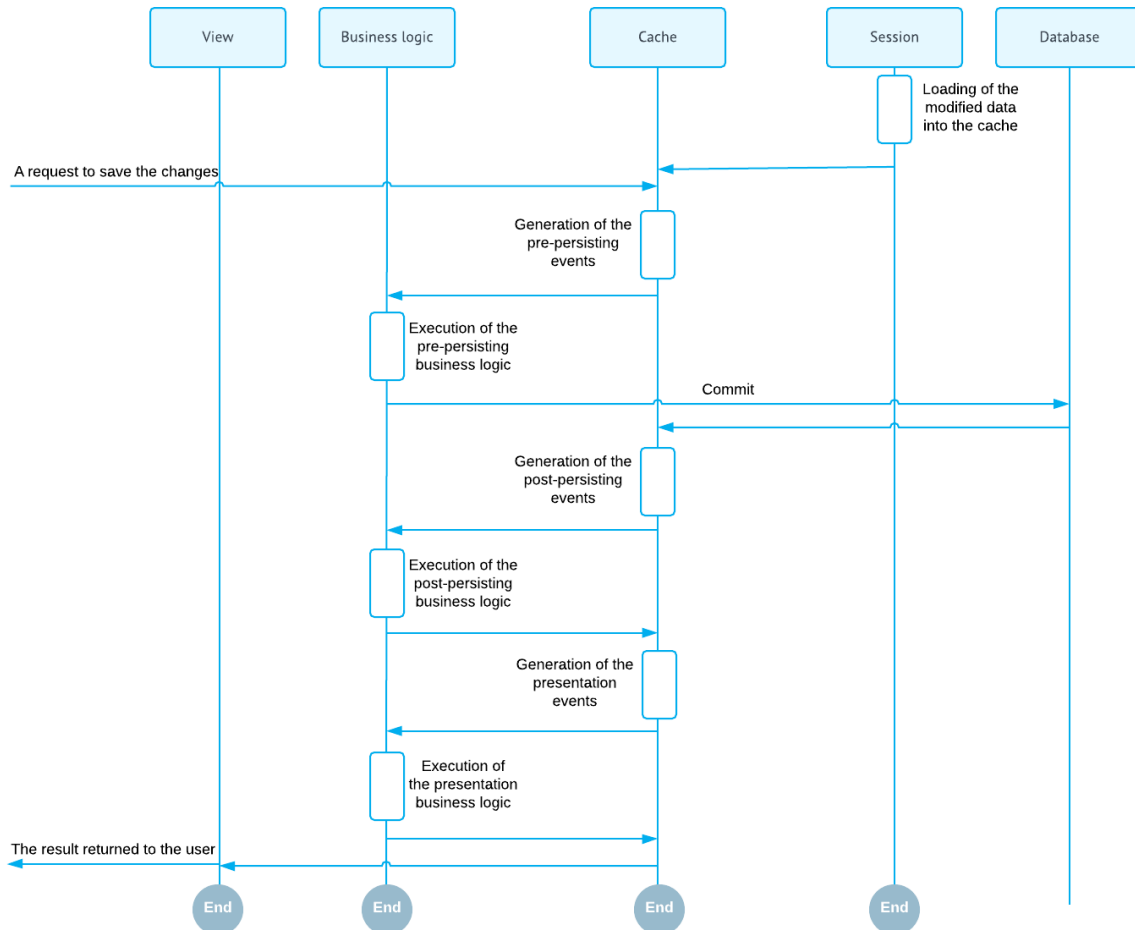 View
Business logic
Cache
Session
Database
Loading of the
modified data
into the cache
A request to save the changes
Generation of the
pre-persisting
events
Execution of the
pre-persisting
business logic
Commit
Generation of the
post-persisting
events
Execution of the
post-persisting
business logic
Generation of the
presentation
events
Execution of
the presentation
business logic
The result returned to the user
End
End
End
End